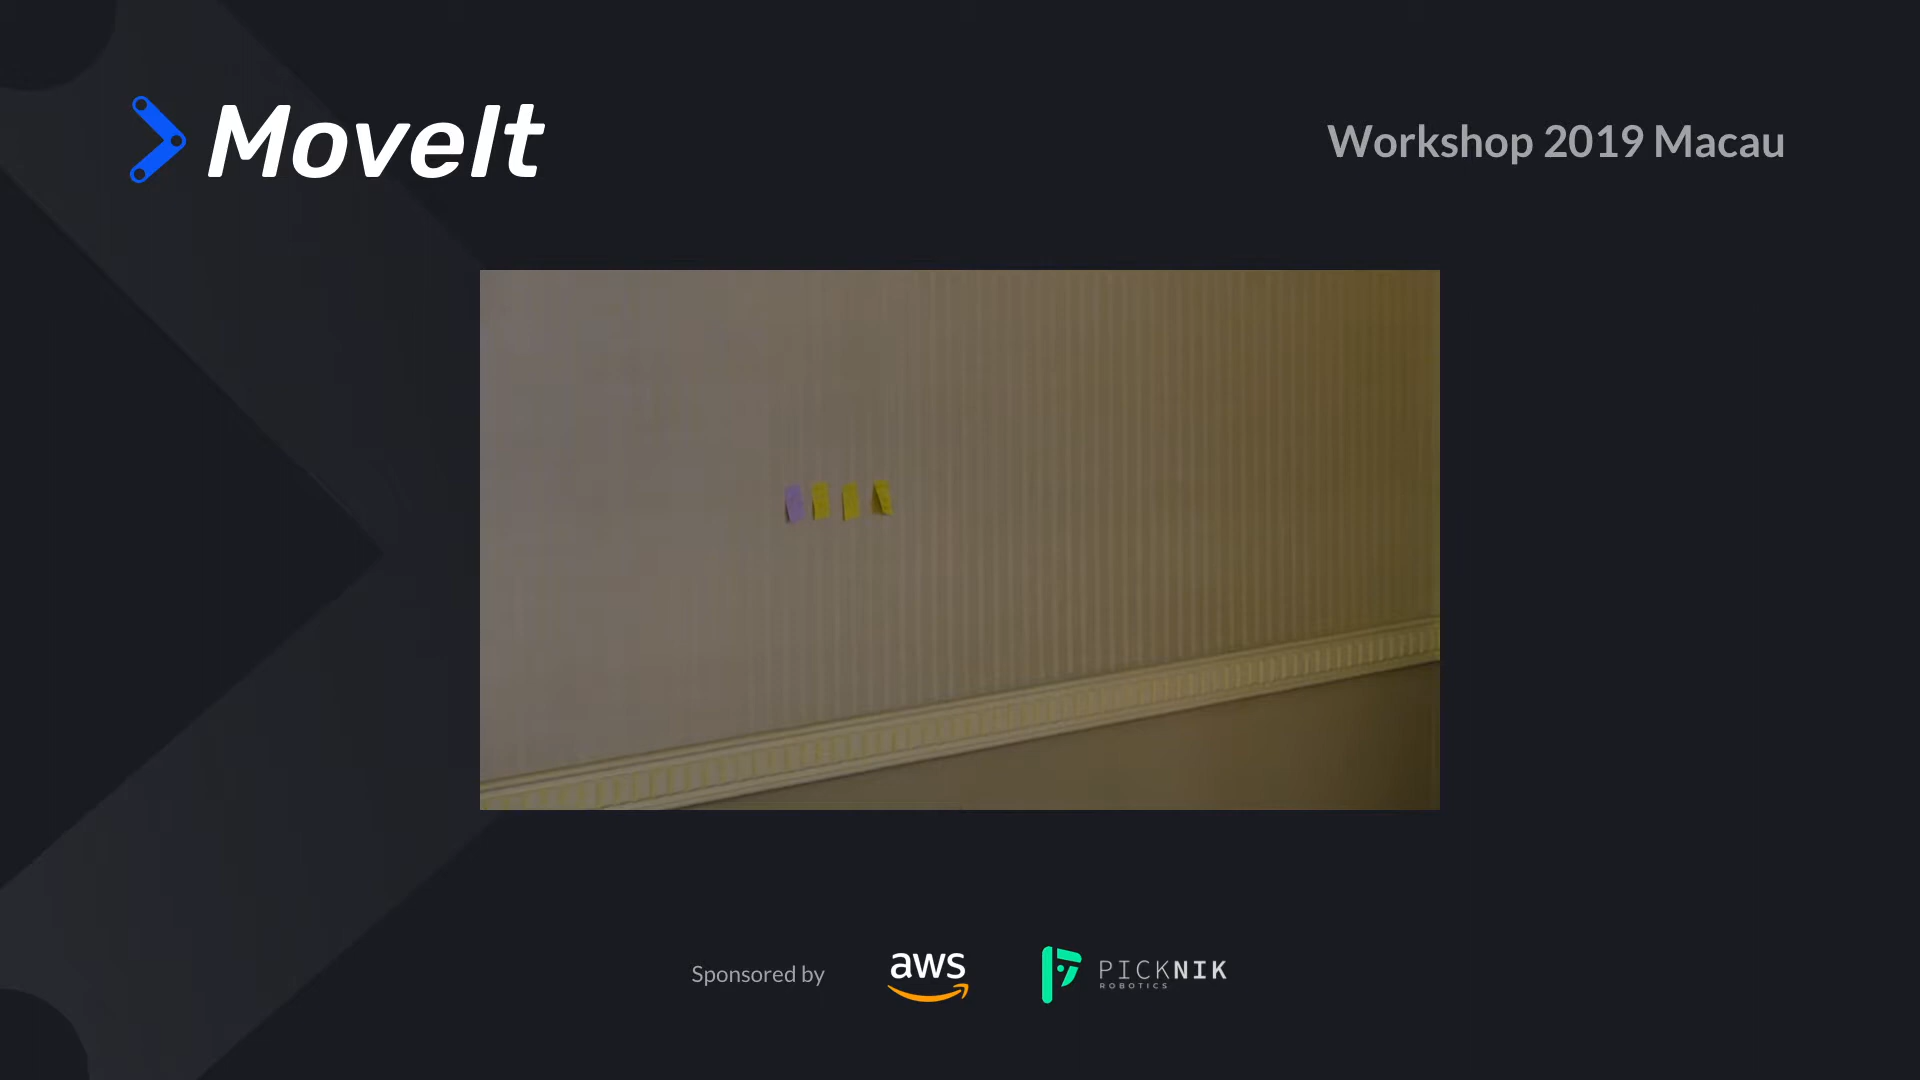 MoveIt
Workshop 2019 Macau
Sponsored by
aws
PICKNIK
ROBOTICS